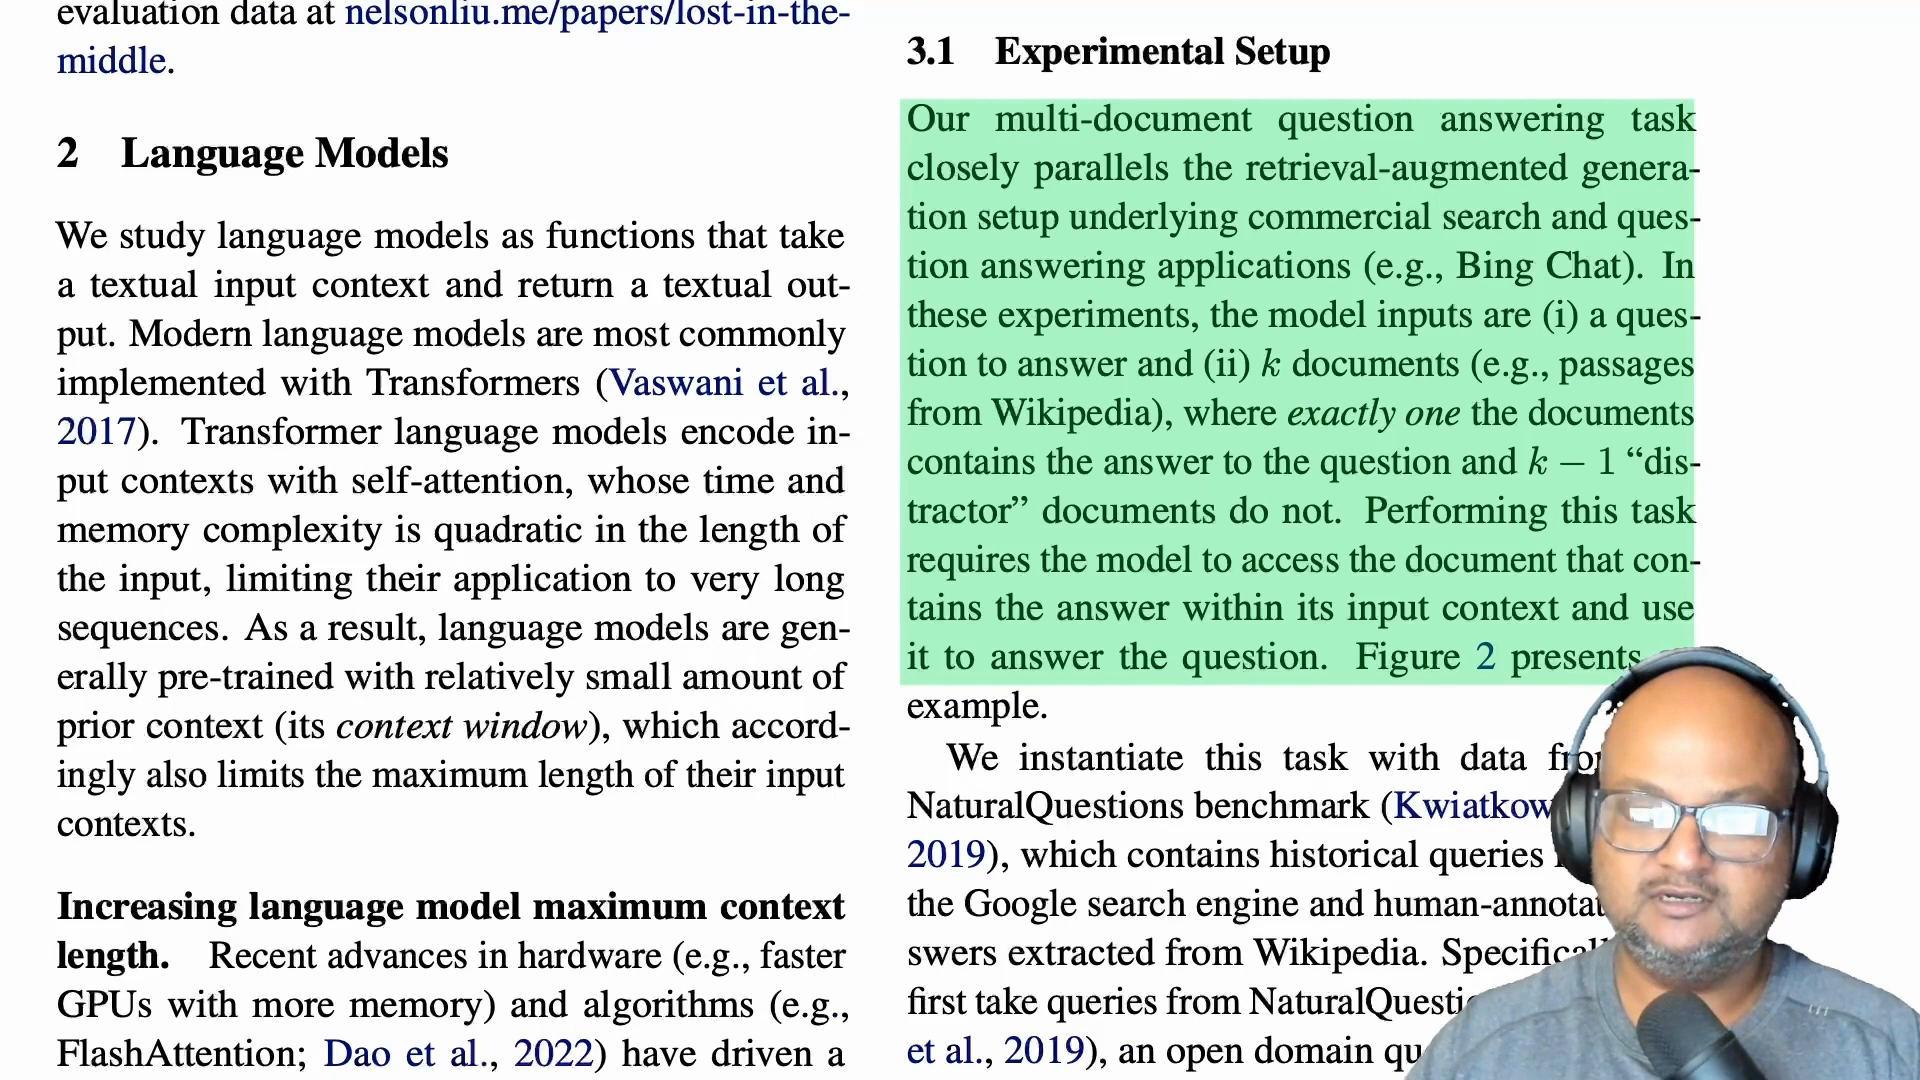 evaluation data at nelsonliu.me/papers/lost-in-the-
middle.
2 Language Models
We study language models as functions that take
a textual input context and return a textual out-
put. Modern language models are most commonly
implemented with Transformers (Vaswani et al.,
2017). Transformer language models encode in-
put contexts with self-attention, whose time and
memory complexity is quadratic in the length of
the input, limiting their application to very long
sequences. As a result, language models are gen-
erally pre-trained with relatively small amount of
prior context (its context window), which accord-
ingly also limits the maximum length of their input
contexts.
Increasing language model maximum context
length. Recent advances in hardware (e.g., faster
GPUs with more memory) and algorithms (e.g.,
FlashAttention; Dao et al., 2022) have driven a
3.1 Experimental Setup
Our multi-document question answering task
closely parallels the retrieval-augmented genera-
tion setup underlying commercial search and ques-
tion answering applications (e.g., Bing Chat). In
these experiments, the model inputs are (i) a ques-
tion to answer and (ii) k documents (e.g., passages
from Wikipedia), where exactly one the documents
contains the answer to the question and k − 1 “dis-
tractor” documents do not. Performing this task
requires the model to access the document that con-
tains the answer within its input context and use
it to answer the question. Figure 2 presents
example.
We instantiate this task with data
NaturalQuestions benchmark (
2019), which contains historical queries
the Google search engine and
swers extracted from Wikipedia.
first take queries from
et al., 2019), an open domain